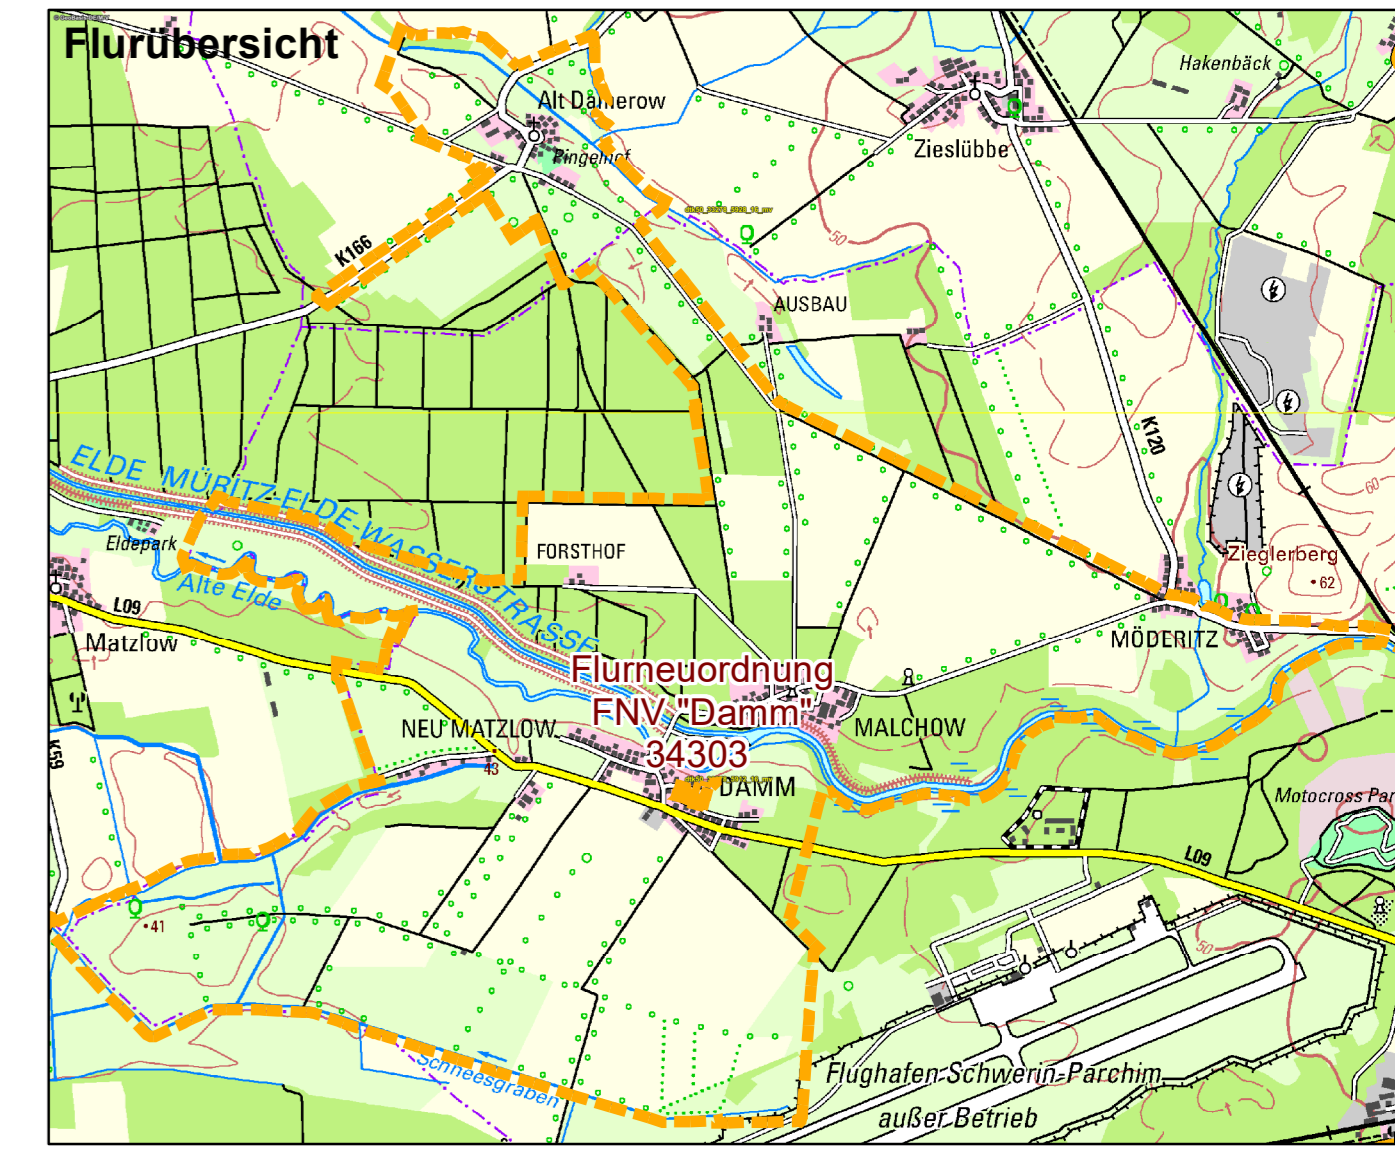 Flurübersicht
Hakenbäck
Alt Damerow
Zieslübbe
Pingelhof
50
K166
AUSBAU
K120
ELDE MÜRITZ-ELDE-WASSERSTRASSE
60
Eldepark
FORSTHOF
Zieglerberg
62
Alte Elde
L09
Matzlow
MÖDERITZ
Flurneuordnung
FNV "Damm"
34303
NEU MATZLOW
MALCHOW
K59
43
DAMM
Motocross Par
L09
41
50
Schneesgraben
Flughafen Schwerin-Parchim
außer Betrieb